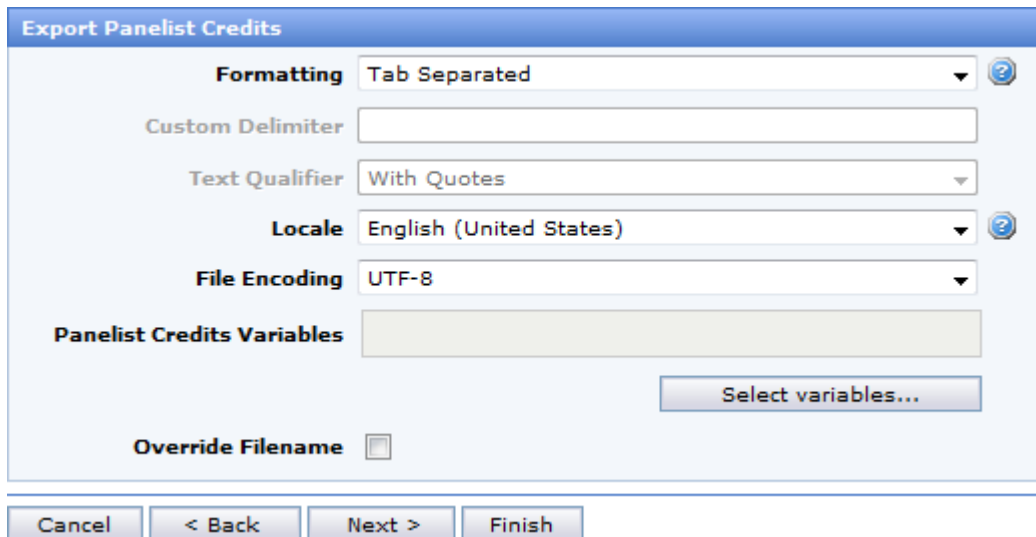 Export Panelist Credits
Formatting Tab Separated
Custom Delimiter
Text Qualifier With Quotes
Locale English (United States)
File Encoding UTF-8
Panelist Credits Variables
Select variables...
Override Filename
Cancel < Back Next > Finish